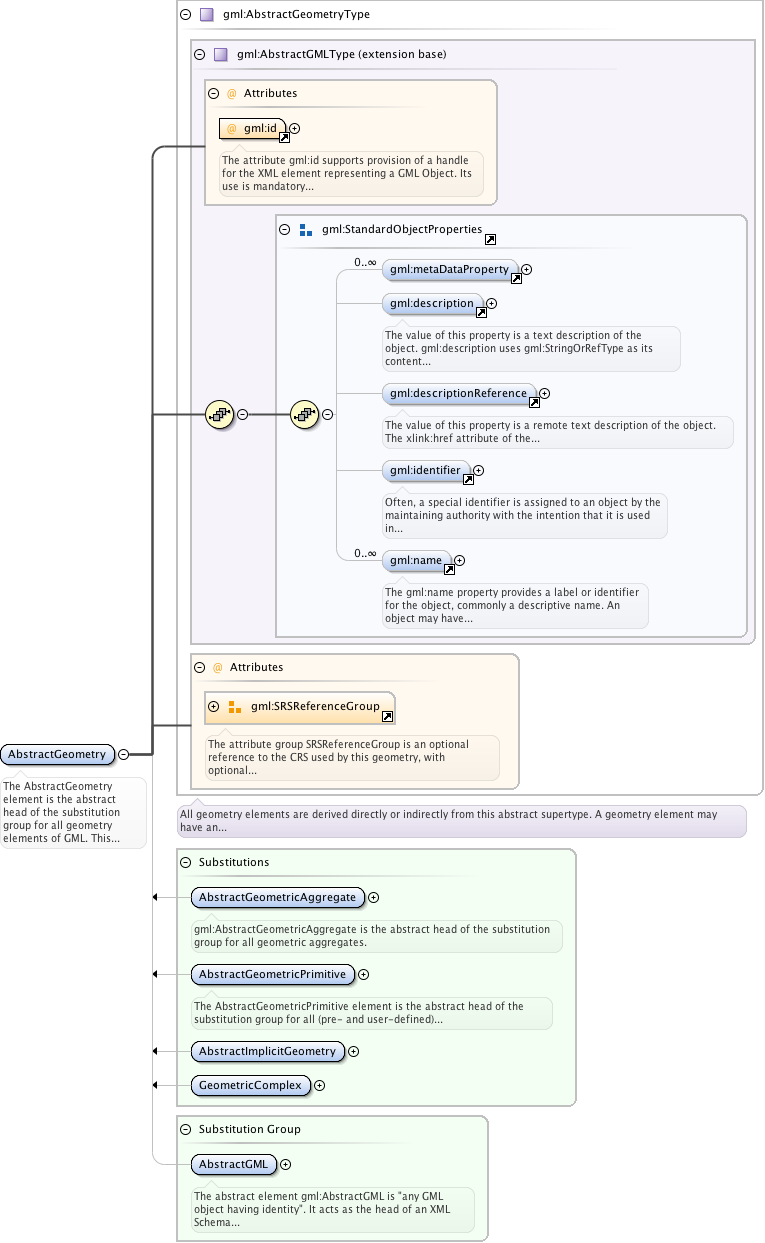 gml:AbstractGeometryType
gml:AbstractGMLType (extension base)
@ Attributes
@ gml:id
The attribute gml:id supports provision of a handle
for the XML element representing a GML Object. Its
use is mandatory...
gml:StandardObjectProperties
0..∞
gml:metaDataProperty
gml:description
The value of this property is a text description of the
object. gml:description uses gml:StringOrRefType as its
content...
gml:descriptionReference
The value of this property is a remote text description of the object.
The xlink:href attribute of the...
gml:identifier
Often, a special identifier is assigned to an object by the
maintaining authority with the intention that it is used
in...
0..∞
gml:name
The gml:name property provides a label or identifier
for the object, commonly a descriptive name. An
object may have...
@ Attributes
gml:SRSReferenceGroup
The attribute group SRSReferenceGroup is an optional
reference to the CRS used by this geometry, with
optional...
AbstractGeometry
The AbstractGeometry
element is the abstract
head of the substitution
group for all geometry
elements of GML. This...
All geometry elements are derived directly or indirectly from this abstract supertype. A geometry element may
have an...
Substitutions
AbstractGeometricAggregate
gml:AbstractGeometricAggregate is the abstract head of the substitution
group for all geometric aggregates.
AbstractGeometricPrimitive
The AbstractGeometricPrimitive element is the abstract head of the
substitution group for all (pre- and user-defined)...
AbstractImplicitGeometry
GeometricComplex
Substitution Group
AbstractGML
The abstract element gml:AbstractGML is "any GML
object having identity". It acts as the head of an XML
Schema...